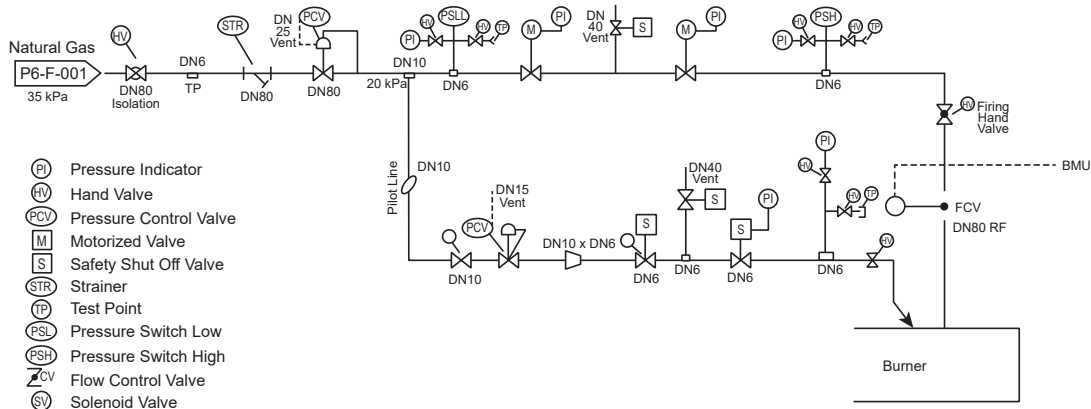 Natural Gas
P6-F-001
35 kPa
HV
DN80
Isolation
DN6
TP
STR
DN80
DN
25
Vent
PCV
DN80
DN10
20 kPa
PI
HV
PSLL
HV
TP
DN6
M
PI
DN
40
Vent
S
M
PI
PI
HV
PSH
HV
TP
DN6
HV
Firing
Hand
Valve
BMU
FCV
DN80 RF
Pilot Line
DN10
DN10
DN15
Vent
PCV
DN10 x DN6
S
DN6
DN40
Vent
S
DN6
S
PI
DN6
PI
HV
HV
TP
DN6
HV
Burner
PI Pressure Indicator
HV Hand Valve
PCV Pressure Control Valve
M Motorized Valve
S Safety Shut Off Valve
STR Strainer
TP Test Point
PSL Pressure Switch Low
PSH Pressure Switch High
CV Flow Control Valve
SV Solenoid Valve